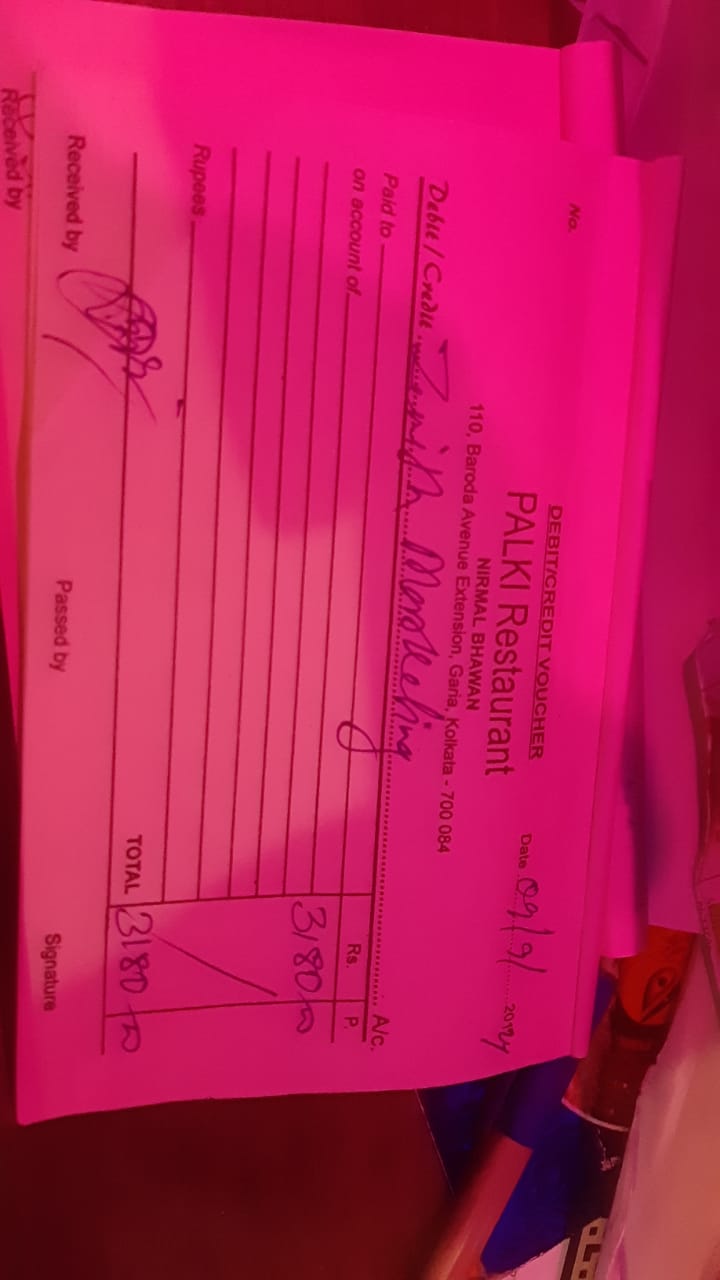 No.
DEBIT/CREDIT VOUCHER
PALKI Restaurant
NIRMAL BHAWAN
110, Baroda Avenue Extension, Garia, Kolkata - 700 084
Date 09/9/ 2024
Debit / Credit Marketing A/c.
Paid to
on account of
Rs. P.
3180 00
Rupees
TOTAL 3180 00
Received by Passed by Signature
Received by